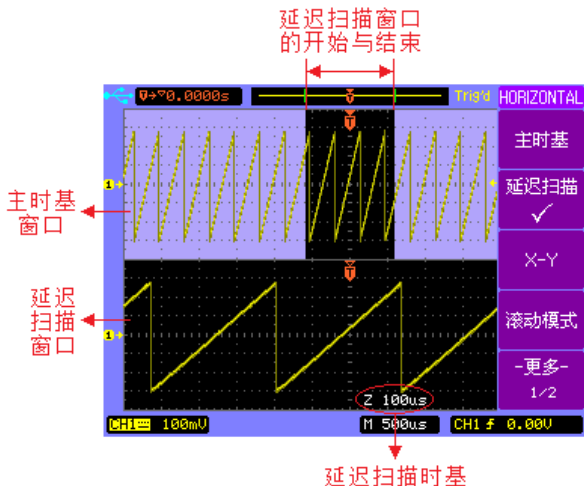 延迟扫描窗口
的开始与结束
T→▽0.0000s
T
Trig'd
HORIZONTAL
主时基
延迟扫描
✓
X-Y
滚动模式
-更多-
1/2
主时基
窗口
1
T
延迟
扫描
窗口
1
T
Z 100us
CH1 100mV
M 500us
CH1 0.00V
延迟扫描时基